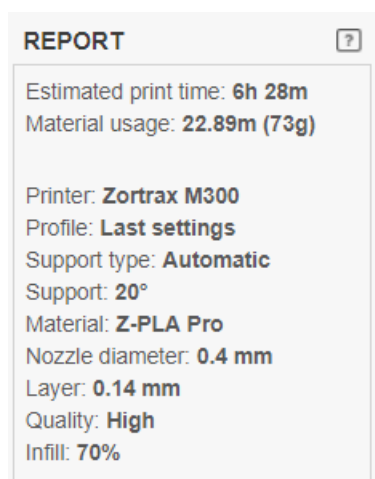 REPORT ?
Estimated print time: 6h 28m
Material usage: 22.89m (73g)
Printer: Zortrax M300
Profile: Last settings
Support type: Automatic
Support: 20°
Material: Z-PLA Pro
Nozzle diameter: 0.4 mm
Layer: 0.14 mm
Quality: High
Infill: 70%